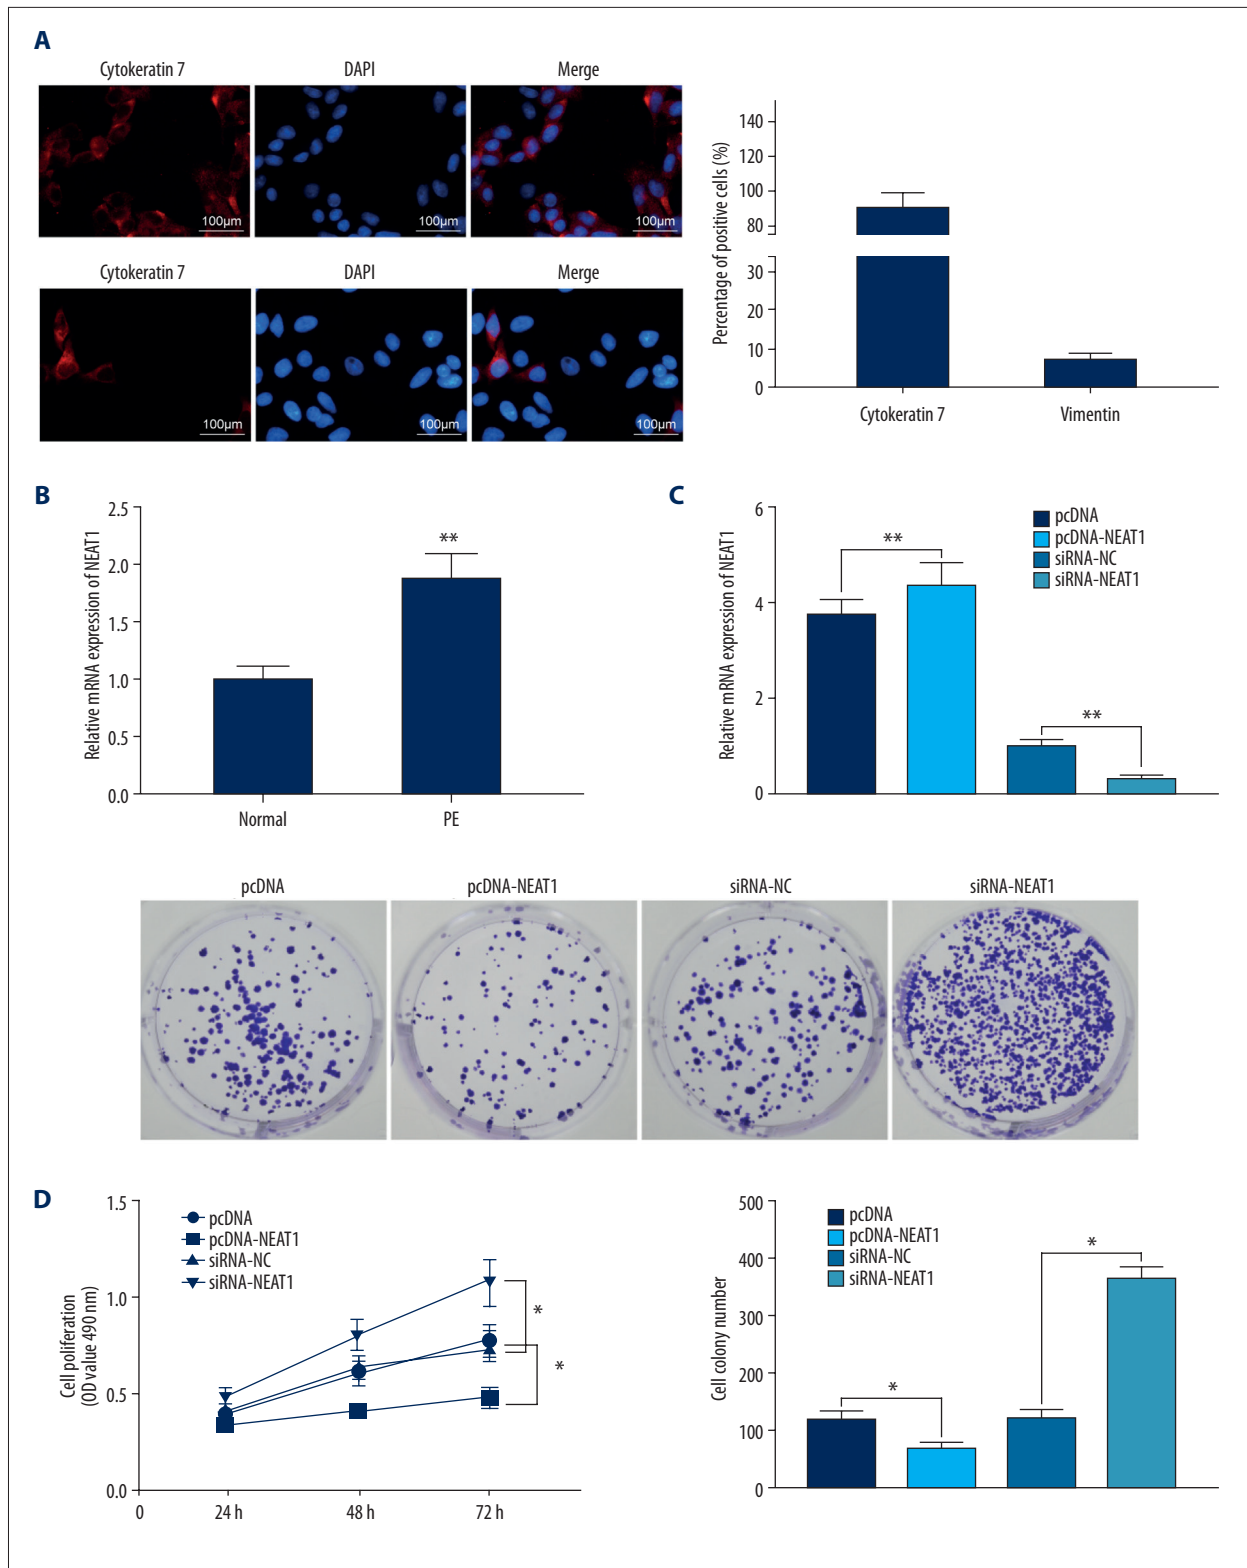 A
Cytokeratin 7
DAPI
Merge
100µm
100µm
100µm
Cytokeratin 7
DAPI
Merge
100µm
100µm
100µm
Percentage of positive cells (%)
140
120
100
80
30
20
10
0
Cytokeratin 7
Vimentin
B
Relative mRNA expression of NEAT1
2.5
2.0
1.5
1.0
0.5
0.0
**
Normal
PE
C
Relative mRNA expression of NEAT1
6
4
2
0
**
**
pcDNA
pcDNA-NEAT1
siRNA-NC
siRNA-NEAT1
pcDNA
pcDNA-NEAT1
siRNA-NC
siRNA-NEAT1
D
Cell poliferation
(OD value 490 nm)
1.5
1.0
0.5
0.0
0
24 h
48 h
72 h
pcDNA
pcDNA-NEAT1
siRNA-NC
siRNA-NEAT1
*
*
Cell colony number
500
400
300
200
100
0
pcDNA
pcDNA-NEAT1
siRNA-NC
siRNA-NEAT1
*
*